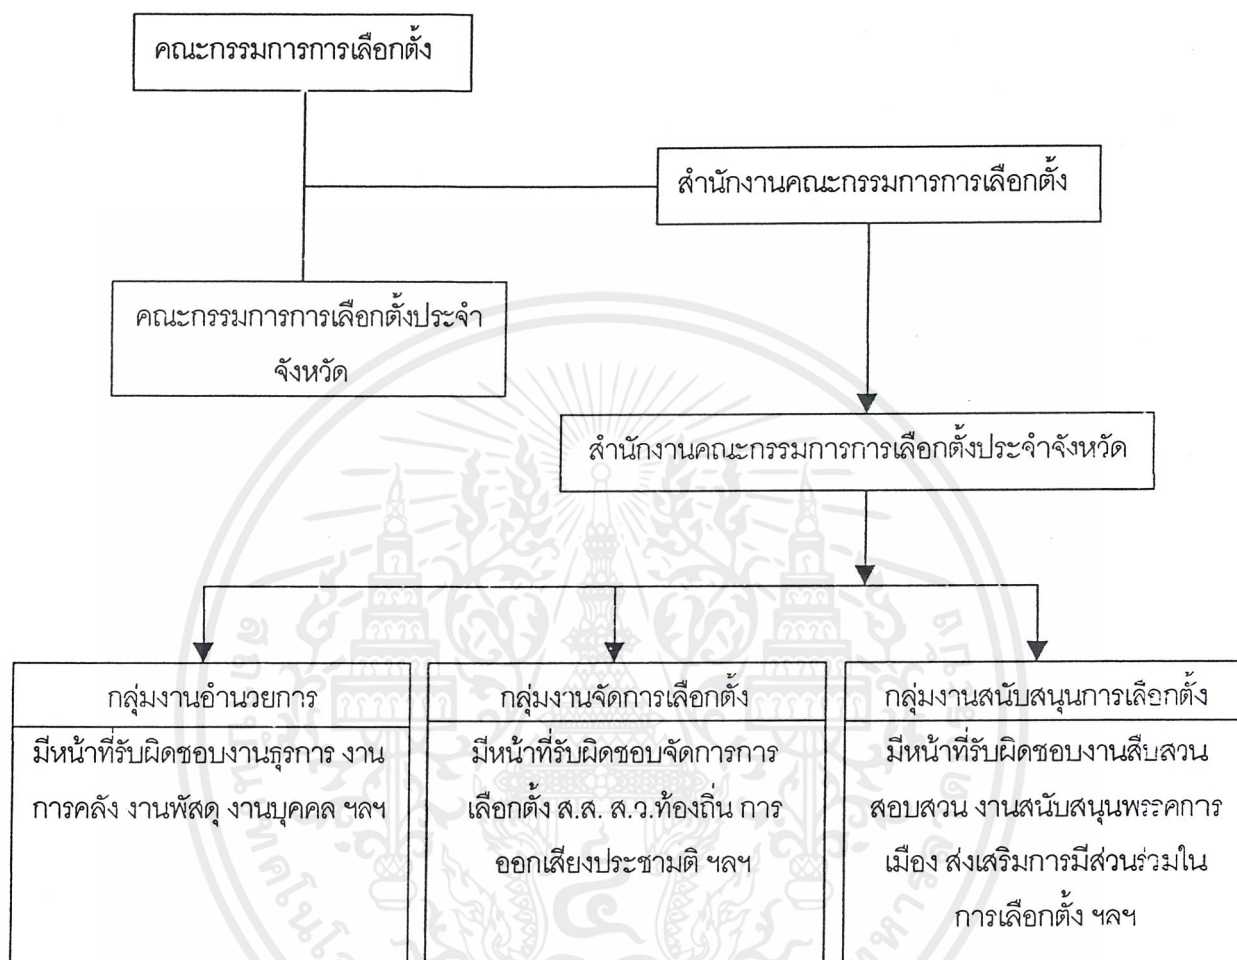 คณะกรรมการการเลือกตั้ง
สำนักงานคณะกรรมการการเลือกตั้ง
คณะกรรมการการเลือกตั้งประจำ
จังหวัด
สำนักงานคณะกรรมการการเลือกตั้งประจำจังหวัด
กลุ่มงานอำนวยการ
มีหน้าที่รับผิดชอบงานธุรการ งาน
การคลัง งานพัสดุ งานบุคคล ฯลฯ
กลุ่มงานจัดการเลือกตั้ง
มีหน้าที่รับผิดชอบจัดการการ
เลือกตั้ง ส.ส. ส.ว.ท้องถิ่น การ
ออกเสียงประชามติ ฯลฯ
กลุ่มงานสนับสนุนการเลือกตั้ง
มีหน้าที่รับผิดชอบงานสืบสวน
สอบสวน งานสนับสนุนพรรคการ
เมือง ส่งเสริมการมีส่วนร่วมใน
การเลือกตั้ง ฯลฯ